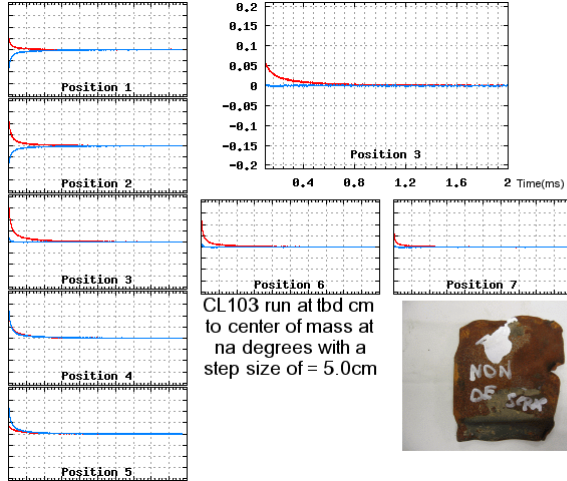 Position 1
Position 2
Position 3
Position 4
Position 5
0.2
0.15
0.1
0.05
0
-0.05
-0.1
-0.15
-0.2
Position 3
0.4 0.8 1.2 1.6 2 Time(ms)
Position 6
Position 7
CL103 run at tbd cm
to center of mass at
na degrees with a
step size of = 5.0cm
NON
DE